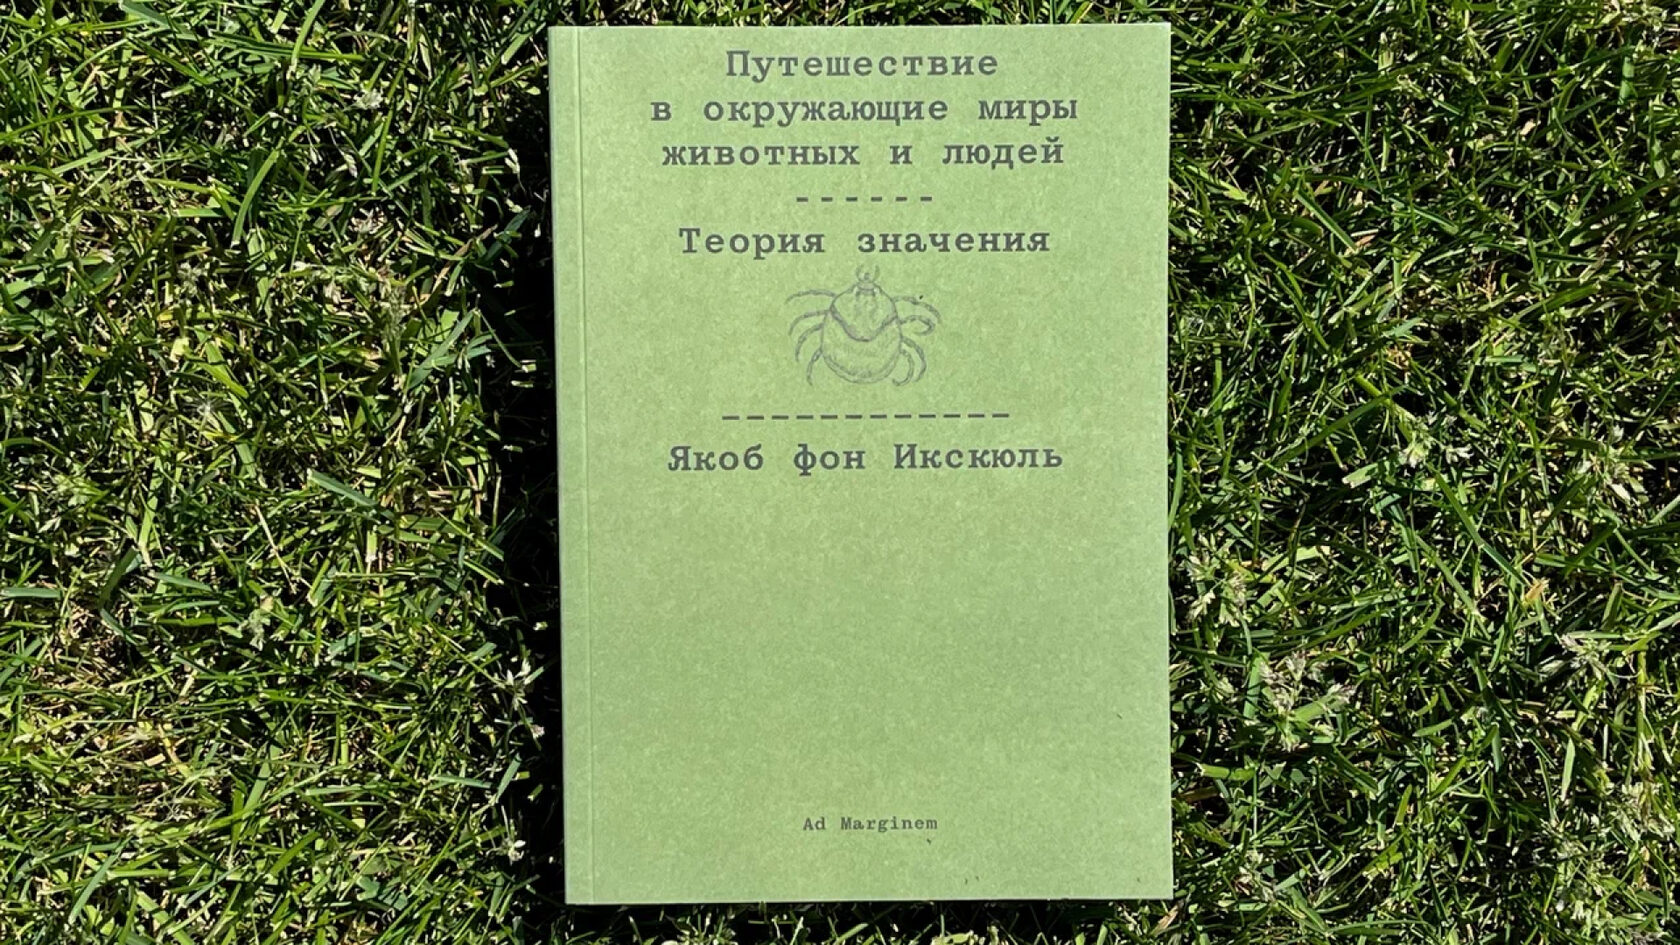 Путешествие
в окружающие миры
животных и людей
------
Теория значения
------------
Якоб фон Икскюль
Ad Marginem